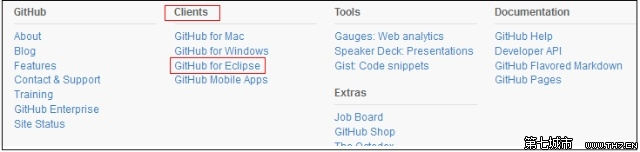 GitHub
About
Blog
Features
Contact & Support
Training
GitHub Enterprise
Site Status
Clients
GitHub for Mac
GitHub for Windows
GitHub for Eclipse
GitHub Mobile Apps
Tools
Gauges: Web analytics
Speaker Deck: Presentations
Gist: Code snippets
Extras
Job Board
GitHub Shop
The Octodex
Documentation
GitHub Help
Developer API
GitHub Flavored Markdown
GitHub Pages
第七城市 WWW.TH7.CN